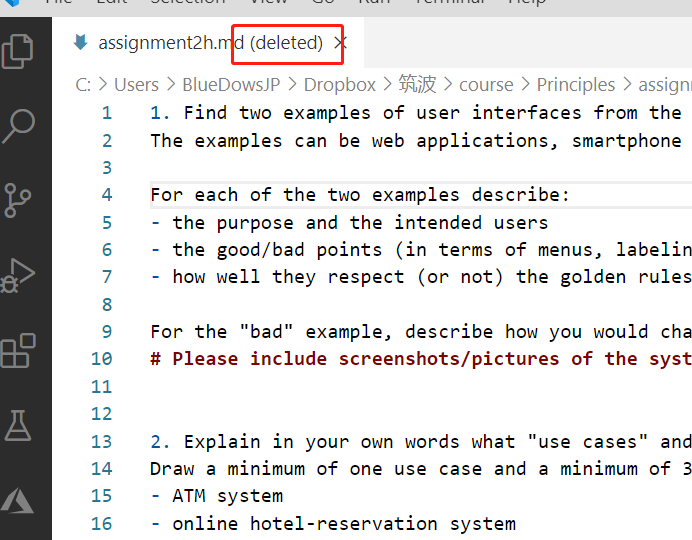 File Edit Selection View Go Run Terminal Help
assignment2h.md (deleted)
C: > Users > BlueDowsJP > Dropbox > 筑波 > course > Principles > assignm
1 1. Find two examples of user interfaces from the
2 The examples can be web applications, smartphone
3
4 For each of the two examples describe:
5 - the purpose and the intended users
6 - the good/bad points (in terms of menus, labelin
7 - how well they respect (or not) the golden rules
8
9 For the "bad" example, describe how you would cha
10 # Please include screenshots/pictures of the syst
11
12
13 2. Explain in your own words what "use cases" and
14 Draw a minimum of one use case and a minimum of 3
15 - ATM system
16 - online hotel-reservation system